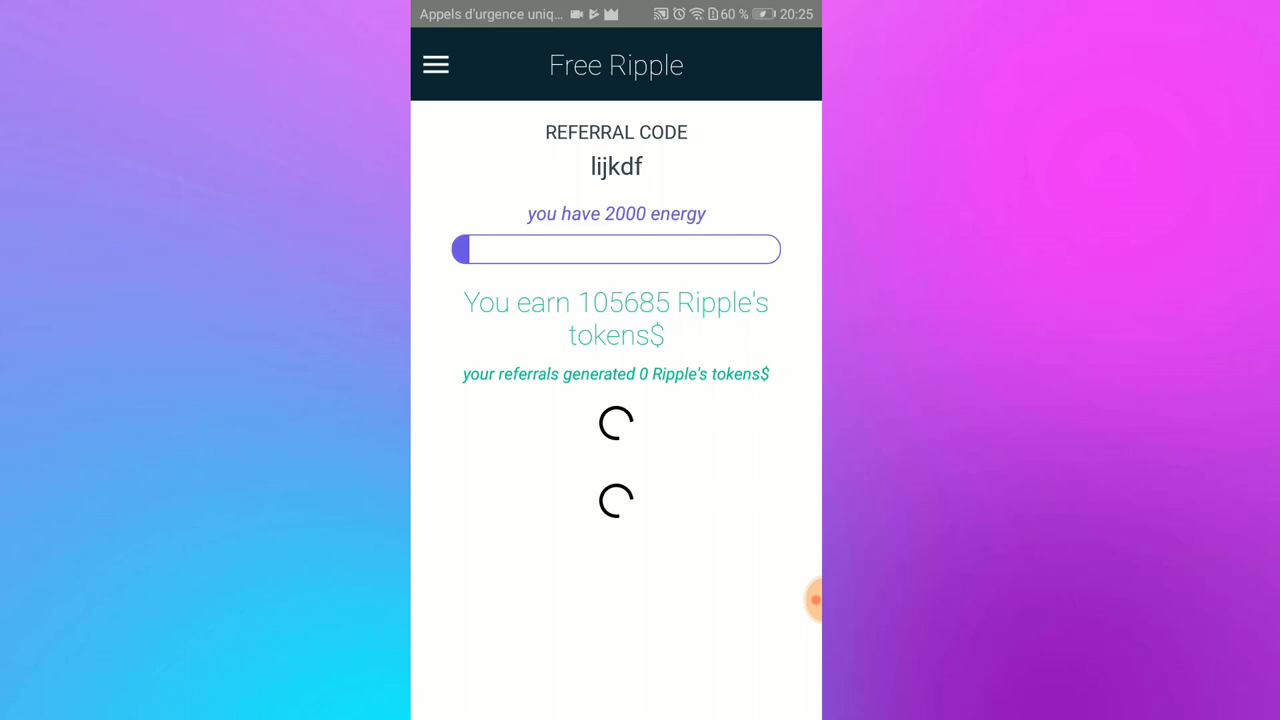 Appels d'urgence uniq... 60 % 20:25
Free Ripple
REFERRAL CODE
lijkdf
you have 2000 energy
You earn 105685 Ripple's
tokens$
your referrals generated 0 Ripple's tokens$